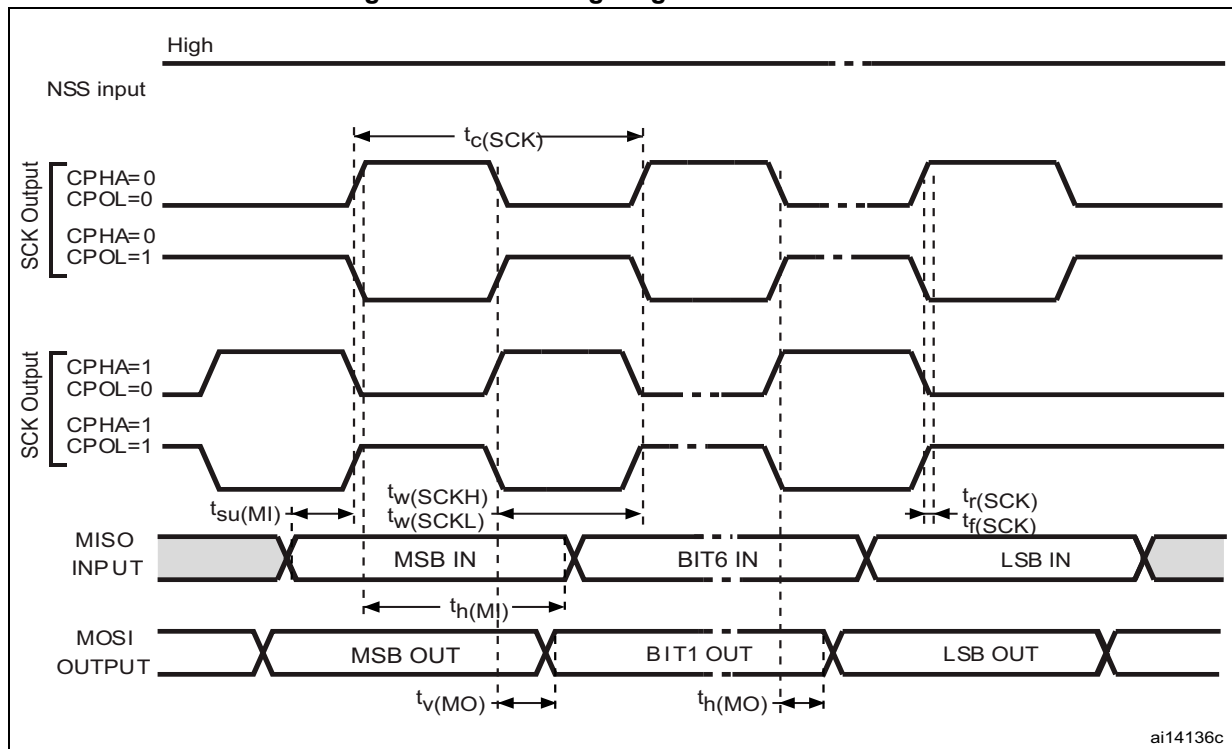 High
NSS input
tc(SCK)
SCK Output
CPHA=0
CPOL=0
CPHA=0
CPOL=1
SCK Output
CPHA=1
CPOL=0
CPHA=1
CPOL=1
tsu(MI)
tw(SCKH)
tw(SCKL)
tr(SCK)
tf(SCK)
MISO
INPUT
MSB IN
BIT6 IN
LSB IN
th(MI)
MOSI
OUTPUT
MSB OUT
BIT1 OUT
LSB OUT
tv(MO)
th(MO)
ai14136c